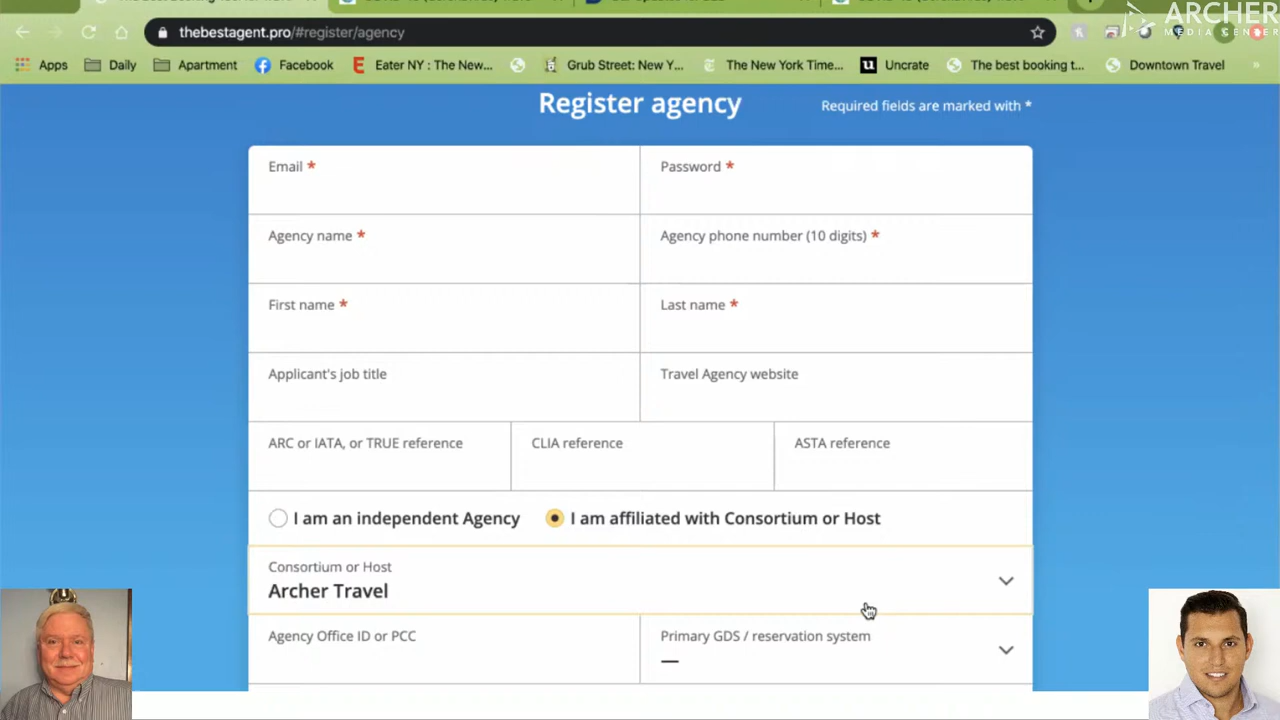 ARCHER
MEDIA CENTER
thebestagent.pro/#register/agency
Apps Daily Apartment Facebook Eater NY : The New... Grub Street: New Y... The New York Time... Uncrate The best booking t... Downtown Travel »
Register agency
Required fields are marked with *
Email * Password *
Agency name * Agency phone number (10 digits) *
First name * Last name *
Applicant's job title Travel Agency website
ARC or IATA, or TRUE reference CLIA reference ASTA reference
I am an independent Agency I am affiliated with Consortium or Host
Consortium or Host
Archer Travel
Agency Office ID or PCC Primary GDS / reservation system
—